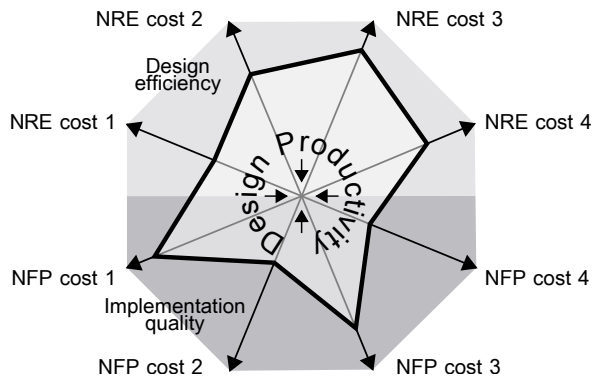 NRE cost 2
NRE cost 3
Design
efficiency
NRE cost 1
NRE cost 4
Design Productivity
NFP cost 1
NFP cost 4
Implementation
quality
NFP cost 2
NFP cost 3